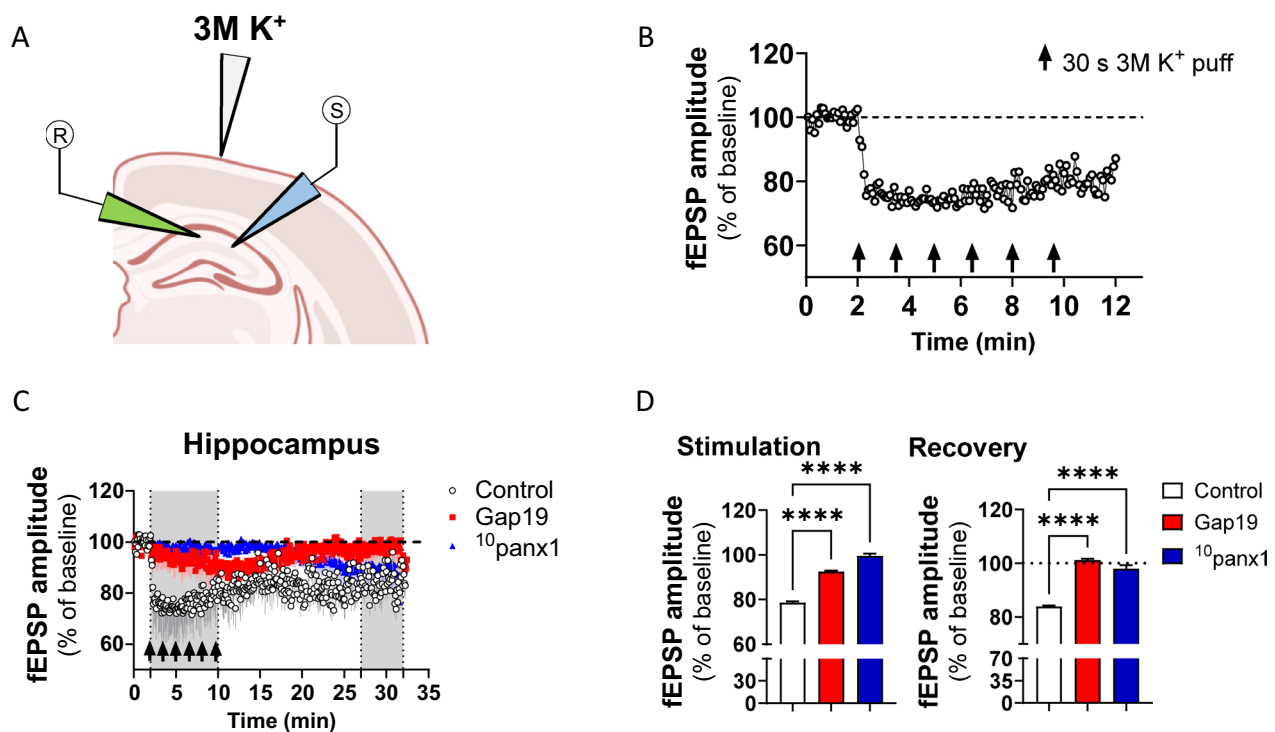 A
3M K⁺
R
S
B
fEPSP amplitude
(% of baseline)
120
100
80
60
30 s 3M K⁺ puff
0 2 4 6 8 10 12
Time (min)
C
Hippocampus
fEPSP amplitude
(% of baseline)
120
100
80
60
0 5 10 15 20 25 30 35
Time (min)
Control
Gap19
¹⁰panx1
D
Stimulation
fEPSP amplitude
(% of baseline)
120
100
80
60
30
0
****
****
Recovery
fEPSP amplitude
(% of baseline)
120
100
80
70
35
0
****
****
Control
Gap19
¹⁰panx1